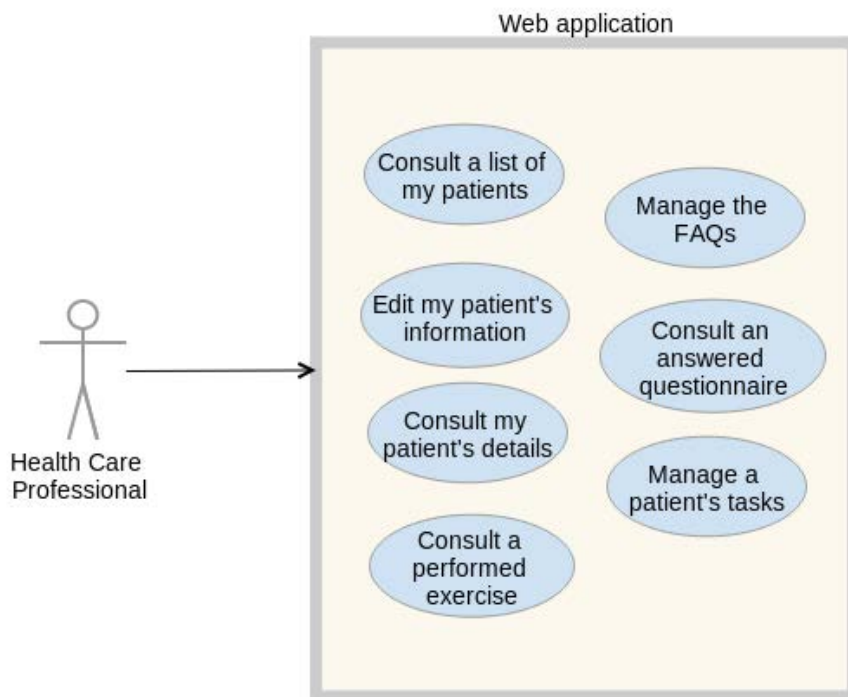 Web application
Consult a list of
my patients
Manage the
FAQs
Edit my patient's
information
Consult an
answered
questionnaire
Consult my
patient's details
Health Care
Professional
Manage a
patient's tasks
Consult a
performed
exercise